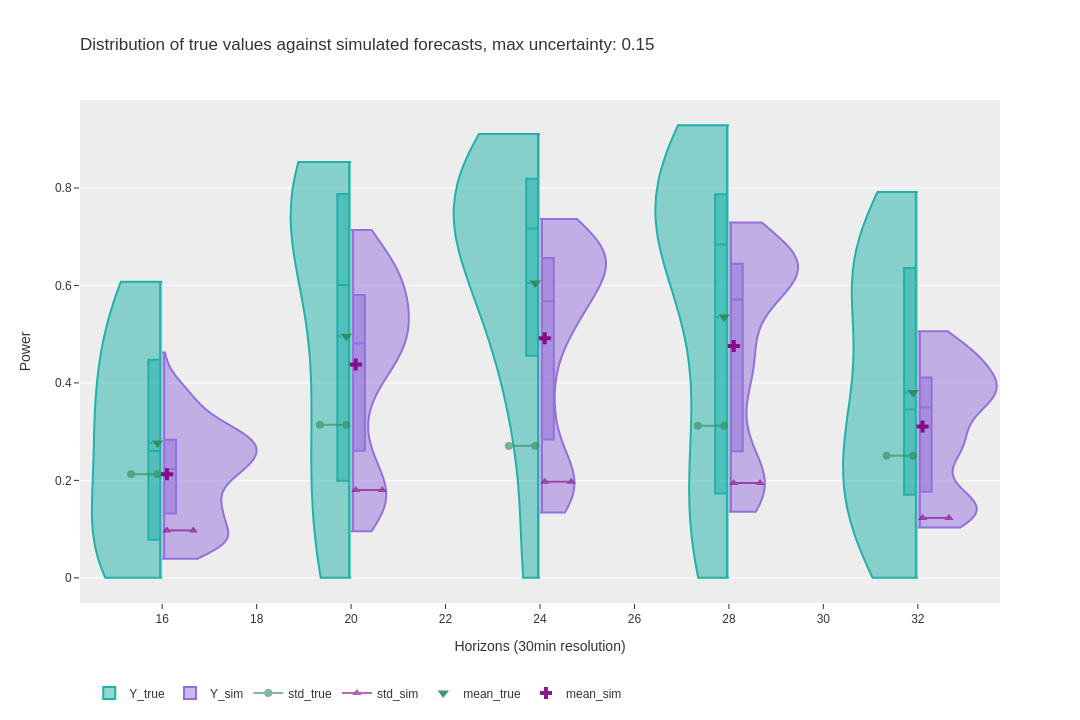 Distribution of true values against simulated forecasts, max uncertainty: 0.15
0.8
0.6
0.4
0.2
0
Power
16 18 20 22 24 26 28 30 32
Horizons (30min resolution)
Y_true Y_sim std_true std_sim mean_true mean_sim